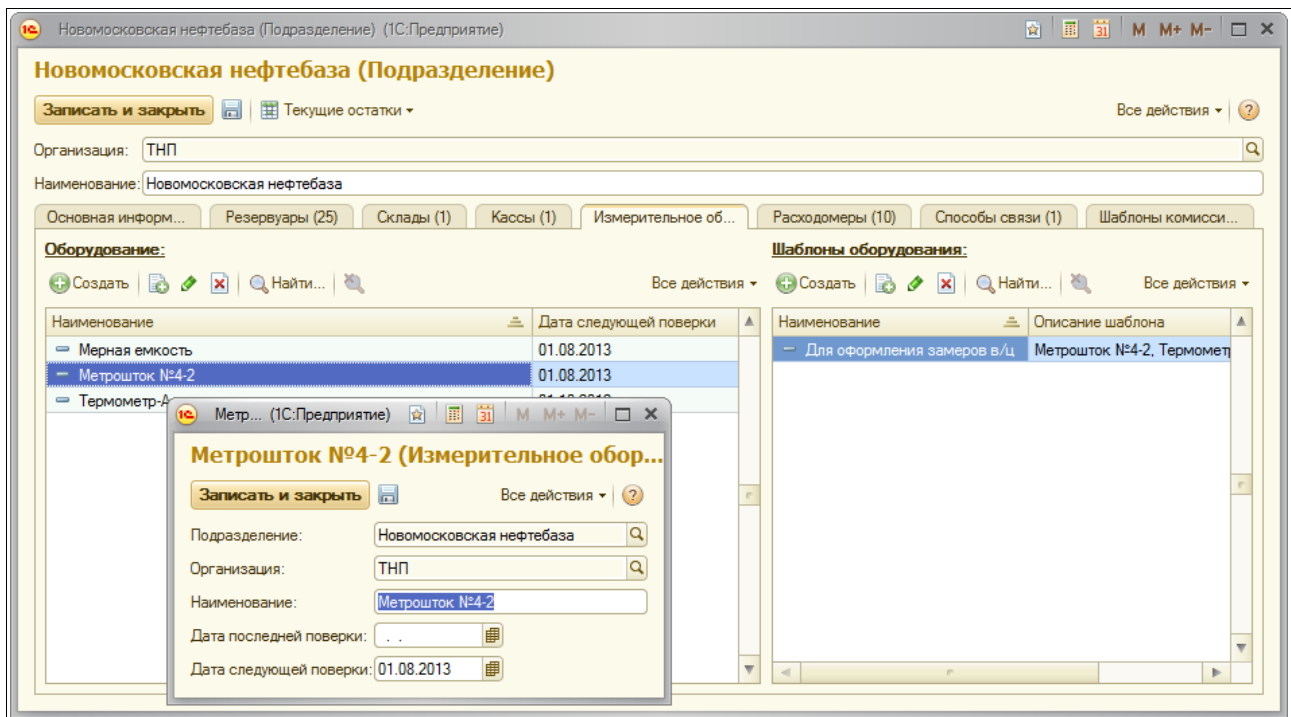 Новомосковская нефтебаза (Подразделение) (1С:Предприятие) 31 M M+ M-
Новомосковская нефтебаза (Подразделение)
Записать и закрыть Текущие остатки Все действия ?
Организация: ТНП
Наименование: Новомосковская нефтебаза
Основная информ... Резервуары (25) Склады (1) Кассы (1) Измерительное об... Расходомеры (10) Способы связи (1) Шаблоны комисси...
Оборудование: Шаблоны оборудования:
Создать Найти... Все действия Создать Найти... Все действия
Наименование Дата следующей поверки Наименование Описание шаблона
Мерная емкость 01.08.2013 Для оформления замеров в/ц Метрошток №4-2, Термомет
Метрошток №4-2 01.08.2013
Термометр-А
Метр... (1С:Предприятие) 31 M M+ M-
Метрошток №4-2 (Измерительное обор...
Записать и закрыть Все действия ?
Подразделение: Новомосковская нефтебаза
Организация: ТНП
Наименование: Метрошток №4-2
Дата последней поверки: . .
Дата следующей поверки: 01.08.2013